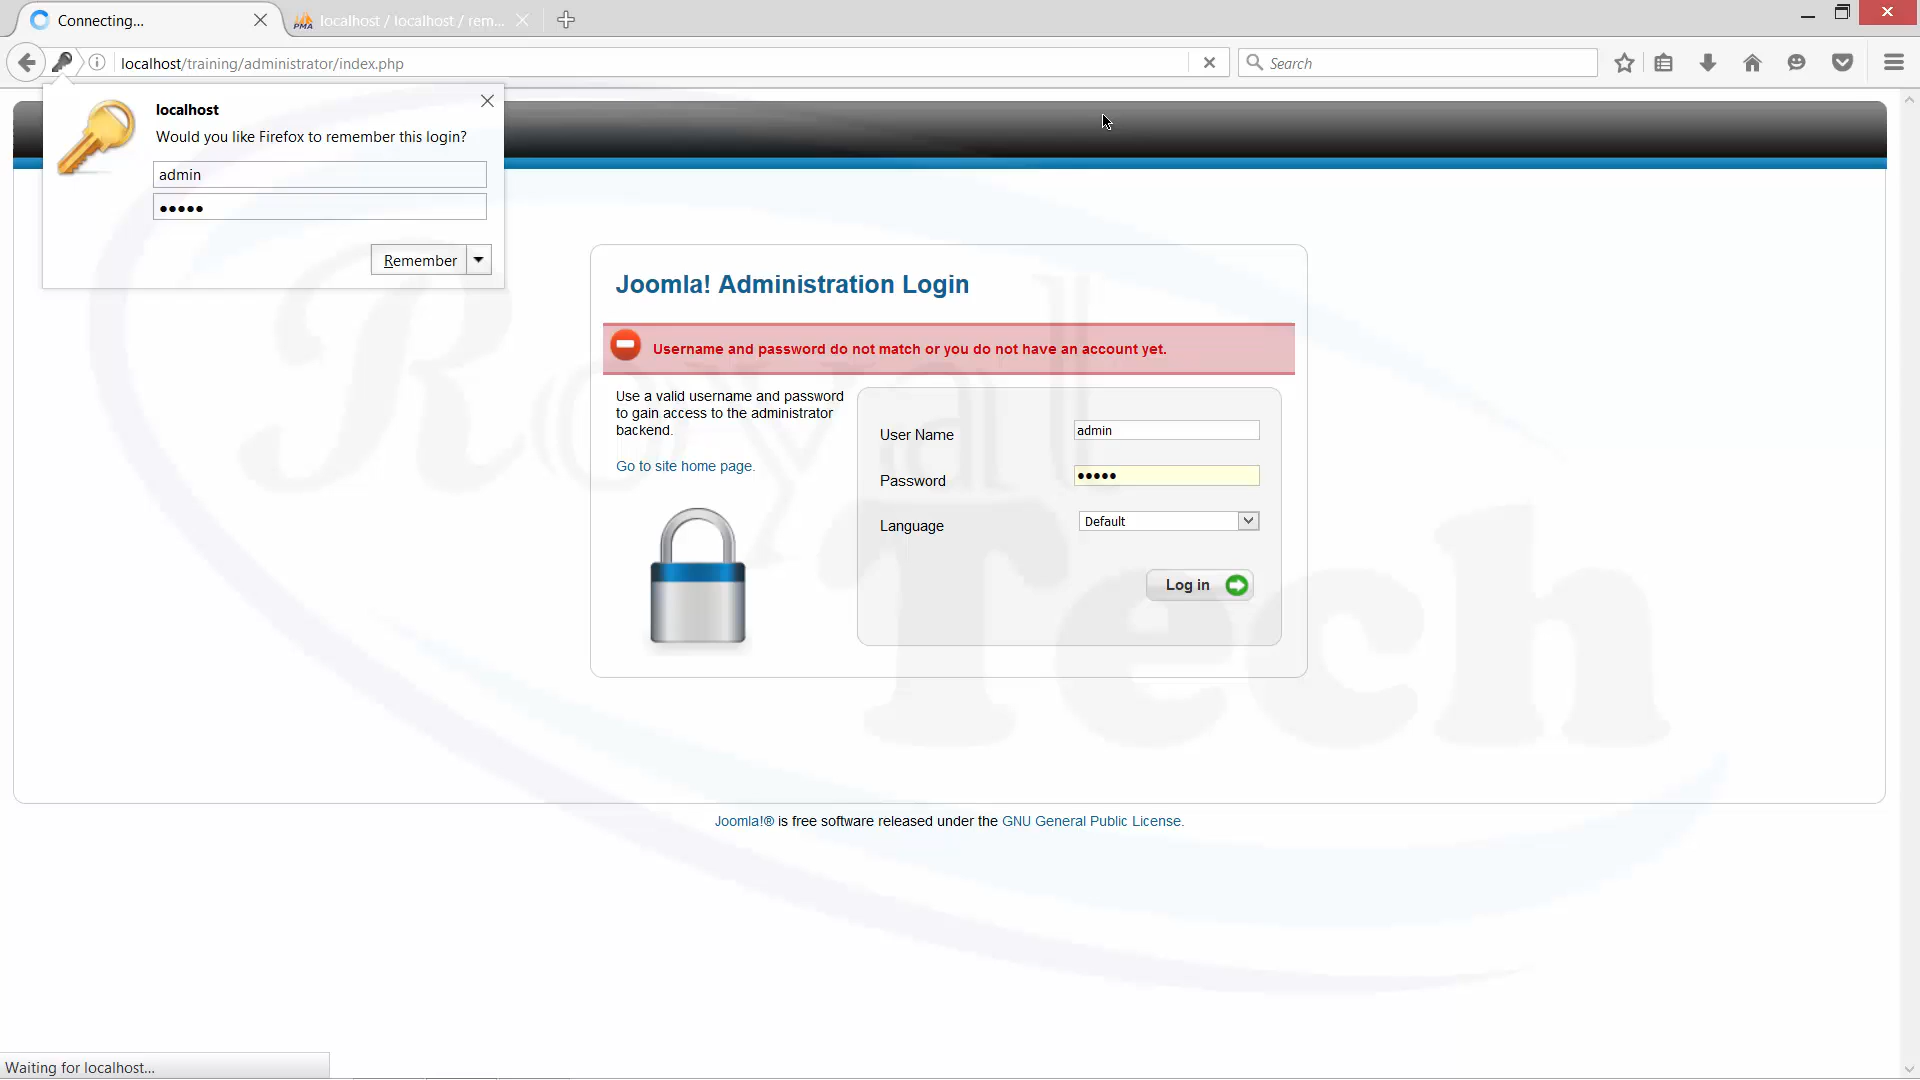 Connecting...
localhost / localhost / rem...
PMA
localhost/training/administrator/index.php
Search
localhost
Would you like Firefox to remember this login?
admin
●●●●●
Remember
Joomla! Administration Login
Username and password do not match or you do not have an account yet.
Use a valid username and password
to gain access to the administrator
backend.
Go to site home page.
User Name
admin
Password
●●●●●
Language
Default
Log in
Joomla!® is free software released under the GNU General Public License.
Royal
Tech
Waiting for localhost...